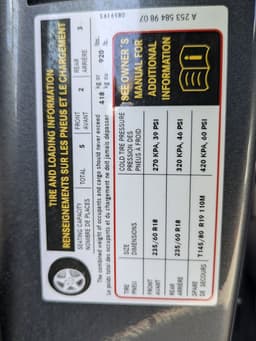 TIRE AND LOADING INFORMATION
RENSEIGNEMENTS SUR LES PNEUS ET LE CHARGEMENT
SEATING CAPACITY
NOMBRE DE PLACES
TOTAL 5
FRONT
AVANT 2
REAR
ARRIÈRE 3
The combined weight of occupants and cargo should never exceed
Le poids total des occupants et du chargement ne doit jamais dépasser
418 kg or 920 lbs.
kg ou lb.
TIRE
PNEU
SIZE
DIMENSIONS
COLD TIRE PRESSURE
PRESSION DES
PNEUS À FROID
FRONT
AVANT
235/60 R18
270 KPA, 39 PSI
REAR
ARRIÈRE
235/60 R18
320 KPA, 46 PSI
SPARE
DE SECOURS
T145/80 R19 110M
420 KPA, 60 PSI
SEE OWNER'S
MANUAL FOR
ADDITIONAL
INFORMATION
A 253 584 98 07